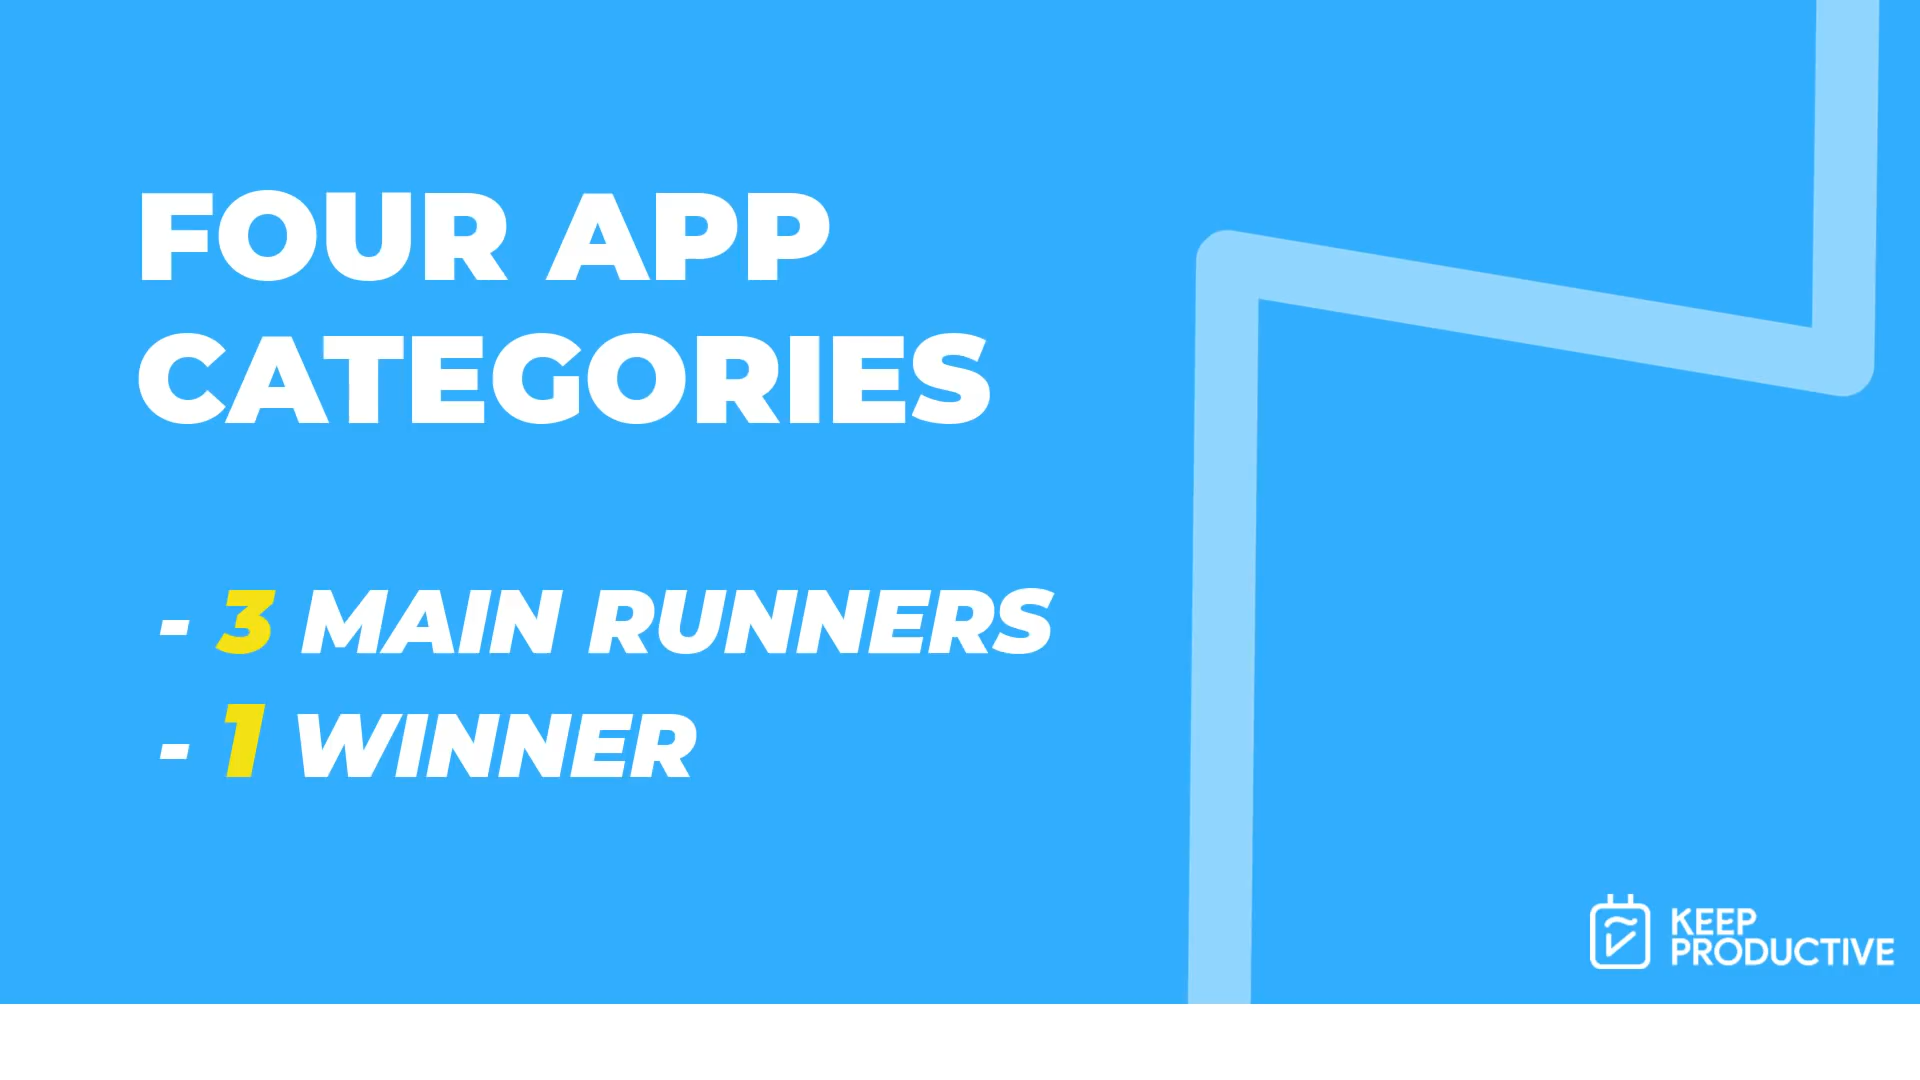 FOUR APP
CATEGORIES
- 3 MAIN RUNNERS
- 1 WINNER
KEEP
PRODUCTIVE